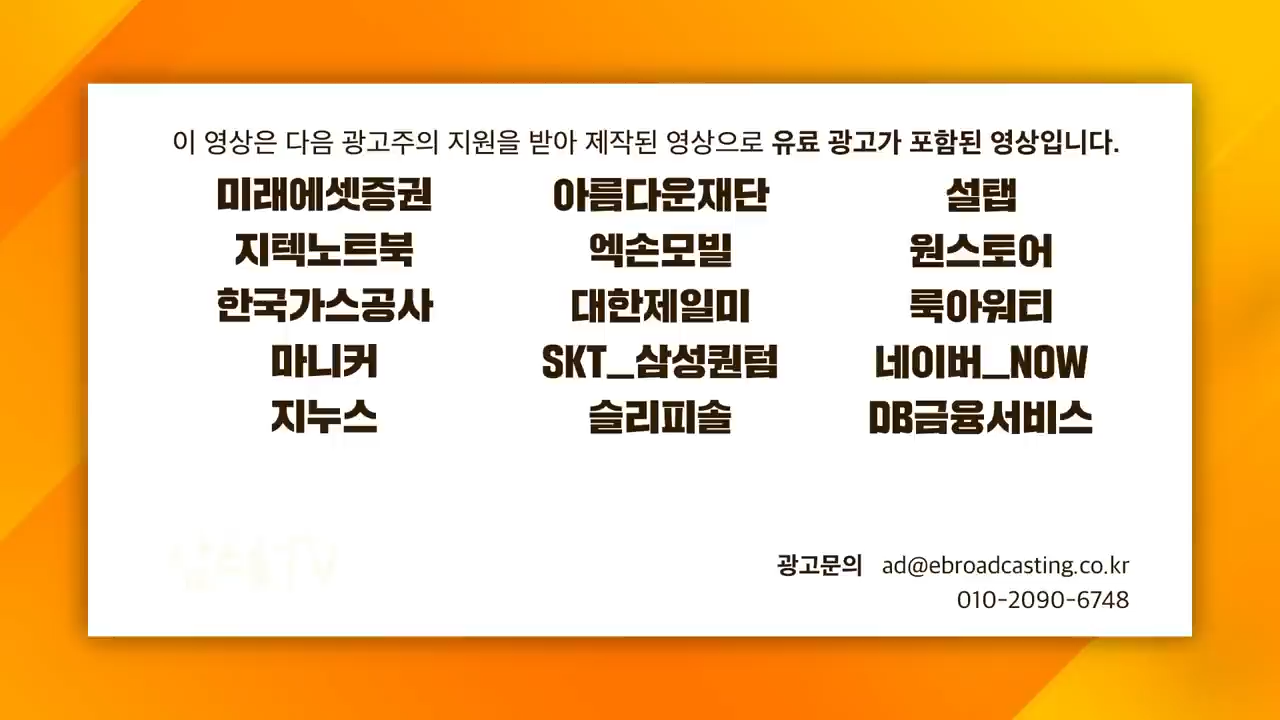 이 영상은 다음 광고주의 지원을 받아 제작된 영상으로 유료 광고가 포함된 영상입니다.
미래에셋증권 아름다운재단 설탭
지텍노트북 엑손모빌 원스토어
한국가스공사 대한제일미 룩아워티
마니커 SKT_삼성퀀텀 네이버_NOW
지누스 슬리피솔 DB금융서비스
광고문의 ad@ebroadcasting.co.kr
010-2090-6748